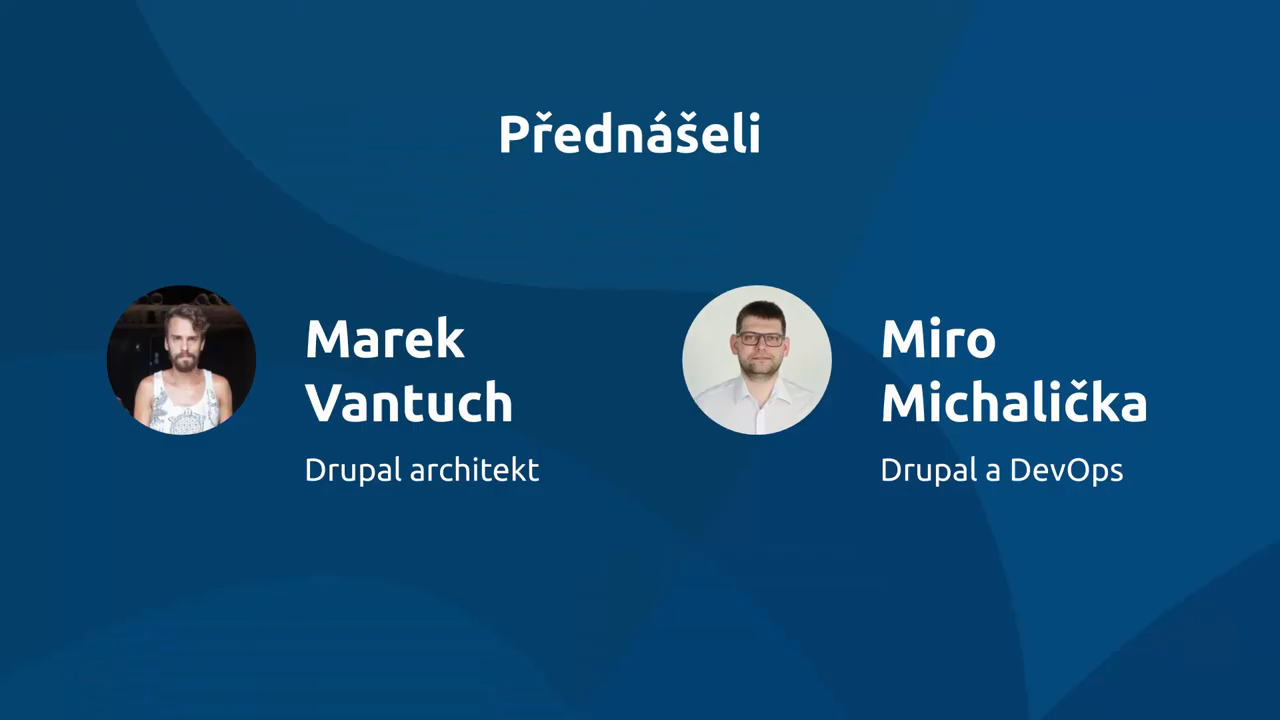 Přednášeli
Marek
Vantuch
Drupal architekt
Miro
Michalička
Drupal a DevOps